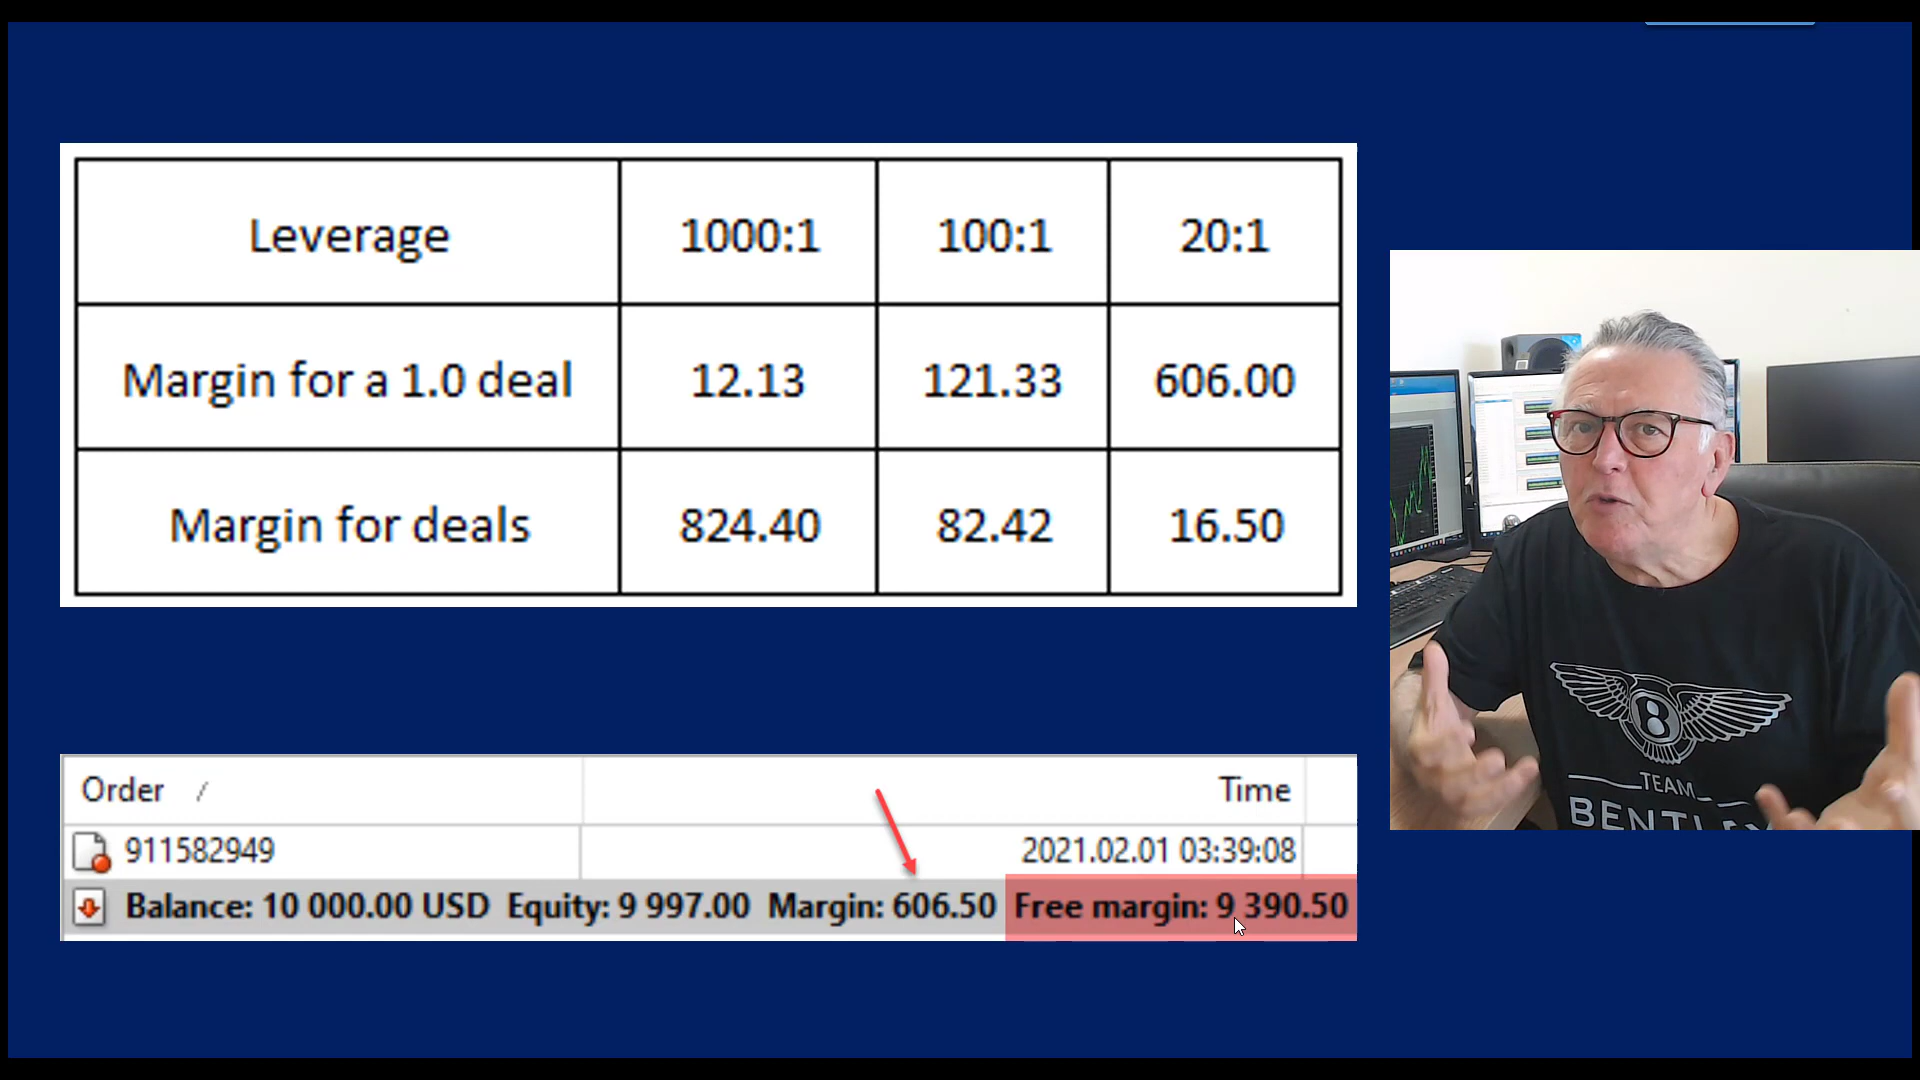 Leverage 1000:1 100:1 20:1
Margin for a 1.0 deal 12.13 121.33 606.00
Margin for deals 824.40 82.42 16.50
Order / Time
911582949 2021.02.01 03:39:08
Balance: 10 000.00 USD Equity: 9 997.00 Margin: 606.50 Free margin: 9 390.50
B
TEAM
BENTLEY